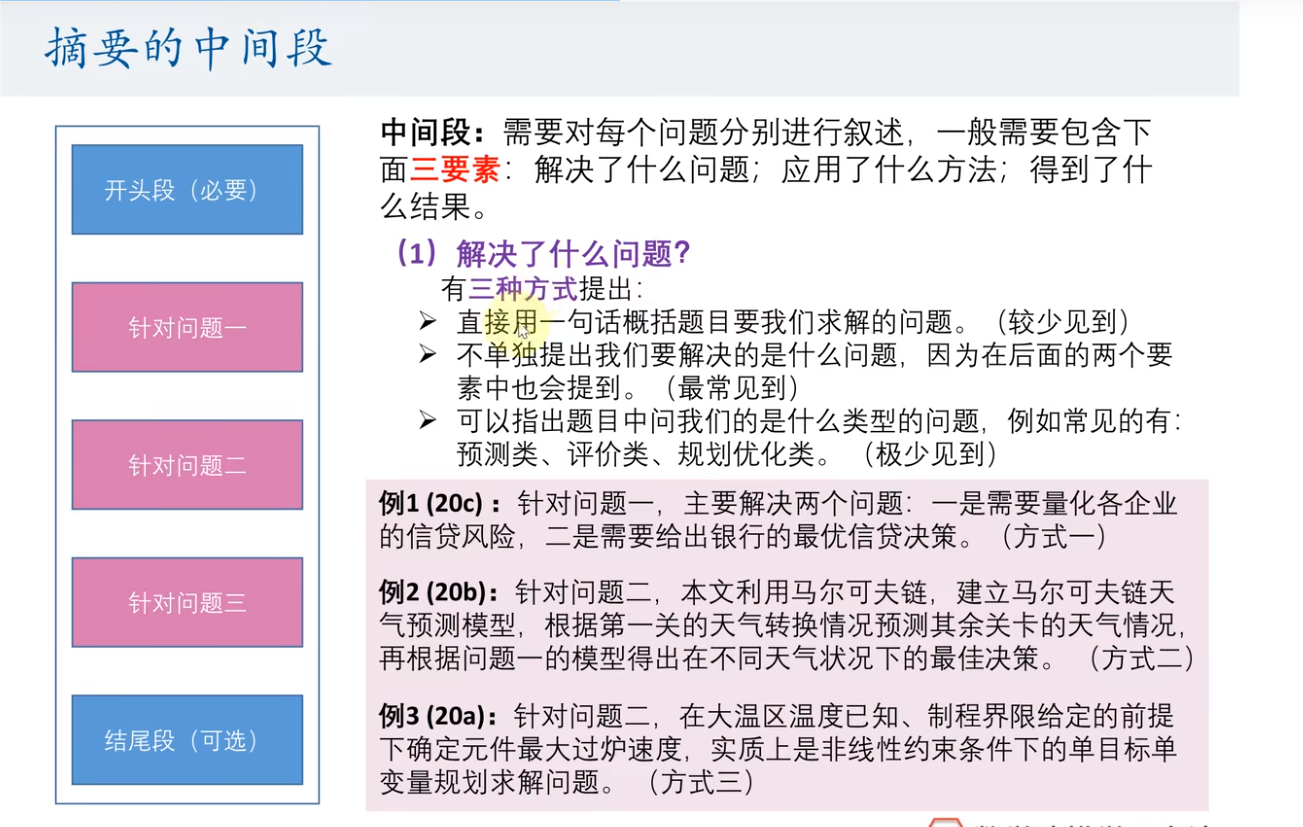 摘要的中间段
开头段（必要）
针对问题一
针对问题二
针对问题三
结尾段（可选）
中间段：需要对每个问题分别进行叙述，一般需要包含下
面三要素：解决了什么问题；应用了什么方法；得到了什
么结果。
（1）解决了什么问题？
有三种方式提出：
➢ 直接用一句话概括题目要我们求解的问题。（较少见到）
➢ 不单独提出我们要解决的是什么问题，因为在后面的两个要
素中也会提到。（最常见到）
➢ 可以指出题目中问我们的是什么类型的问题，例如常见的有：
预测类、评价类、规划优化类。（极少见到）
例1 (20c)：针对问题一，主要解决两个问题：一是需要量化各企业
的信贷风险，二是需要给出银行的最优信贷决策。（方式一）
例2 (20b)：针对问题二，本文利用马尔可夫链，建立马尔可夫链天
气预测模型，根据第一关的天气转换情况预测其余关卡的天气情况，
再根据问题一的模型得出在不同天气状况下的最佳决策。（方式二）
例3 (20a)：针对问题二，在大温区温度已知、制程界限给定的前提
下确定元件最大过炉速度，实质上是非线性约束条件下的单目标单
变量规划求解问题。（方式三）